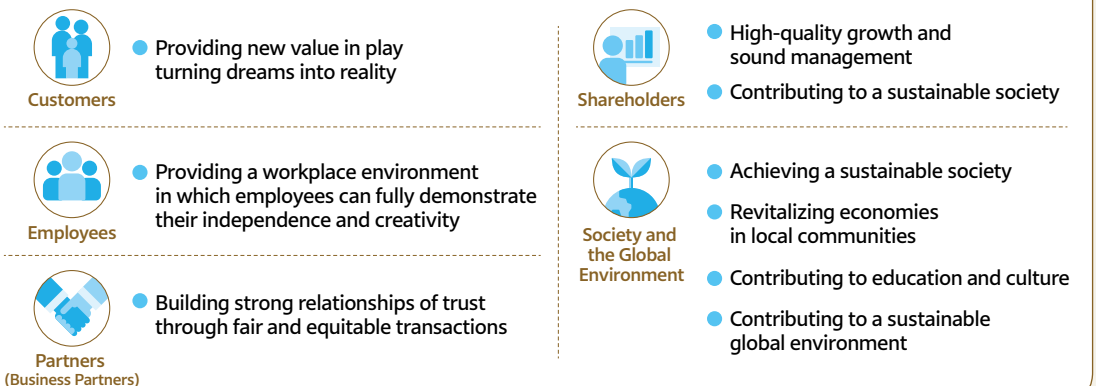 Customers
Providing new value in play
turning dreams into reality
Employees
Providing a workplace environment
in which employees can fully demonstrate
their independence and creativity
Partners
(Business Partners)
Building strong relationships of trust
through fair and equitable transactions
Shareholders
High-quality growth and
sound management
Contributing to a sustainable society
Society and
the Global
Environment
Achieving a sustainable society
Revitalizing economies
in local communities
Contributing to education and culture
Contributing to a sustainable
global environment